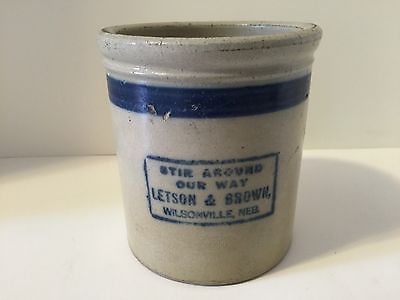 STIR AROUND
OUR WAY
LETSON & BROWN,
WILSONVILLE, NEB.